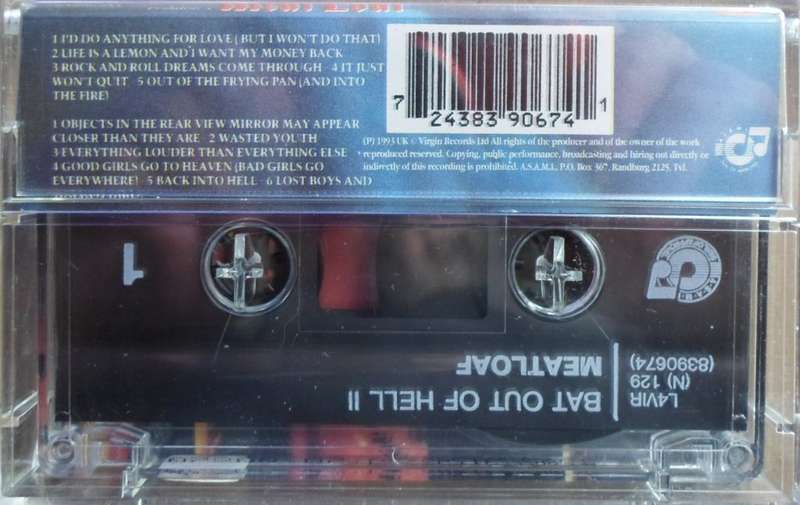 1 I'D DO ANYTHING FOR LOVE ( BUT I WON'T DO THAT)
2 LIFE IS A LEMON AND I WANT MY MONEY BACK
3 ROCK AND ROLL DREAMS COME THROUGH - 4 IT JUST
WON'T QUIT - 5 OUT OF THE FRYING PAN (AND INTO
THE FIRE)
1 OBJECTS IN THE REAR VIEW MIRROR MAY APPEAR
CLOSER THAN THEY ARE - 2 WASTED YOUTH
3 EVERYTHING LOUDER THAN EVERYTHING ELSE
4 GOOD GIRLS GO TO HEAVEN (BAD GIRLS GO
EVERYWHERE) - 5 BACK INTO HELL - 6 LOST BOYS AND
7 24383 90674 1
(P) 1993 UK © Virgin Records Ltd All rights of the producer and of the owner of the work
reproduced reserved. Copying, public performance, broadcasting and hiring out directly or
indirectly of this recording is prohibited. A.S.A.M.I., P.O. Box 367, Randburg 2125, Tvl.
1
L4VIR
(N) 129
(8390674)
BAT OUT OF HELL II
MEATLOAF